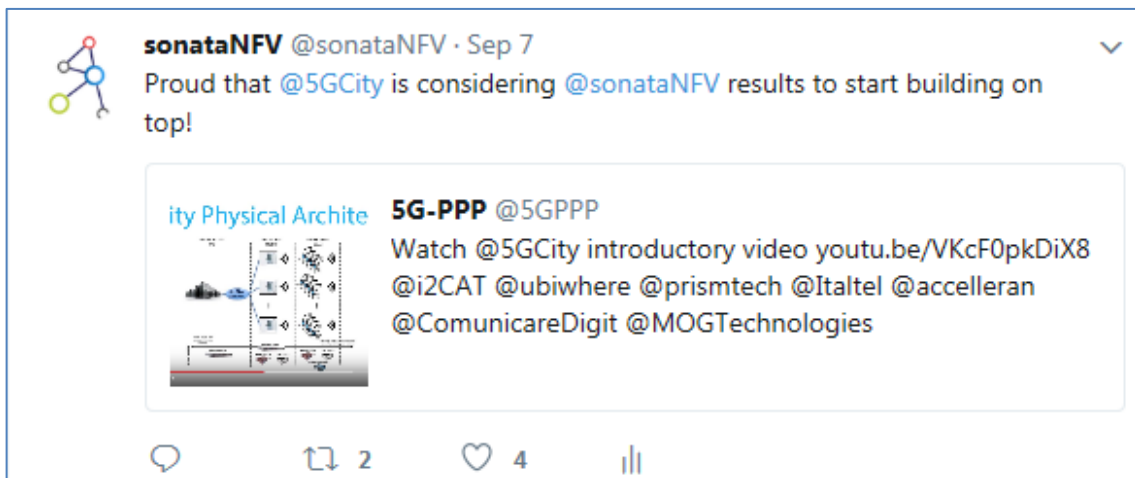 sonataNFV @sonataNFV · Sep 7
Proud that @5GCity is considering @sonataNFV results to start building on
top!
ity Physical Archite
5G-PPP @5GPPP
Watch @5GCity introductory video youtu.be/VKcF0pkDiX8
@i2CAT @ubiwhere @prismtech @Italtel @accelleran
@ComunicareDigit @MOGTechnologies
2 4